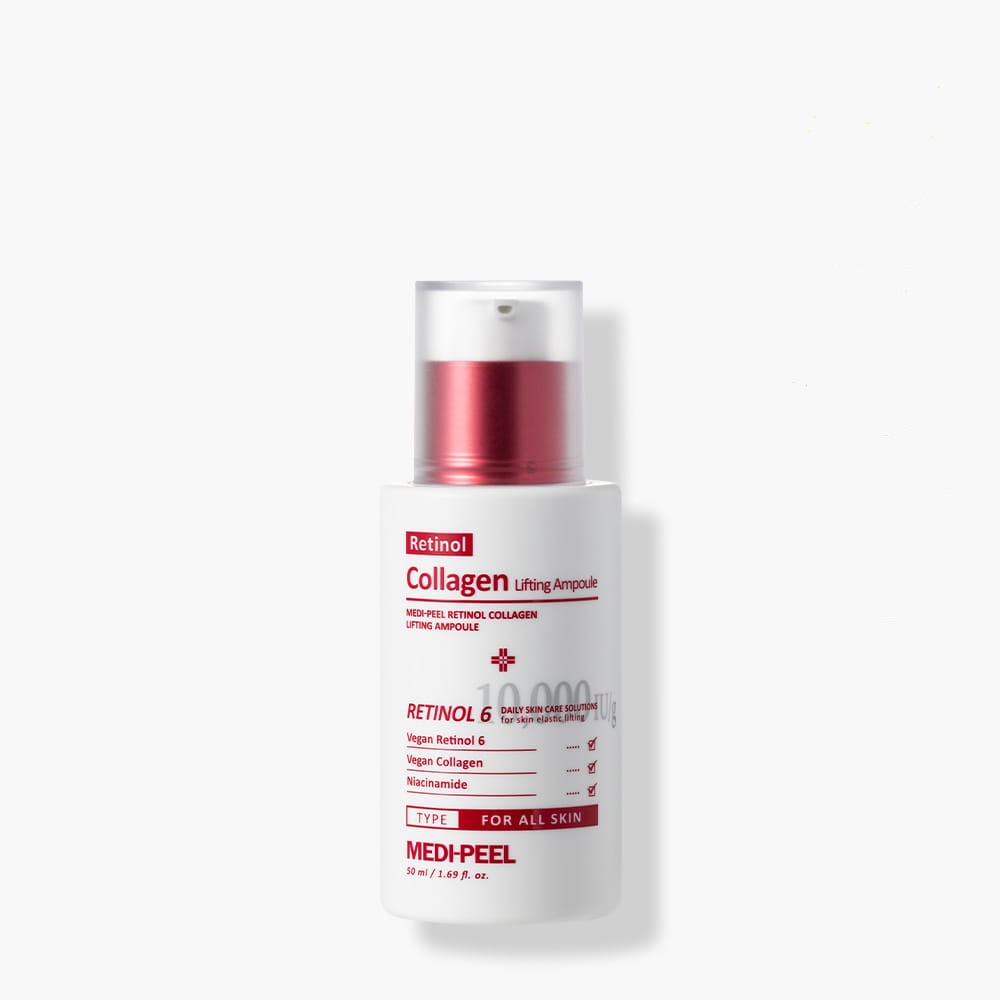 Retinol
Collagen Lifting Ampoule
MEDI-PEEL RETINOL COLLAGEN
LIFTING AMPOULE
10,000 IU/g
RETINOL 6 DAILY SKIN CARE SOLUTIONS
for skin elastic lifting
Vegan Retinol 6 .....
Vegan Collagen .....
Niacinamide .....
TYPE FOR ALL SKIN
MEDI-PEEL
50 ml / 1.69 fl. oz.